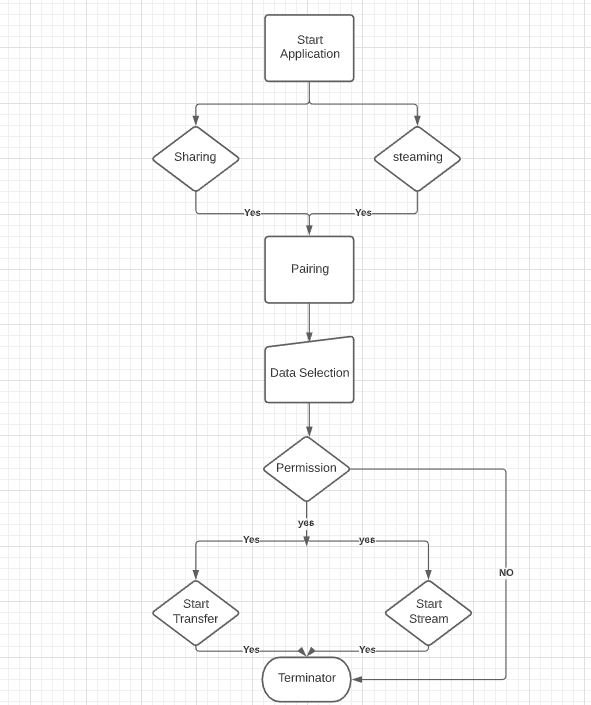 Start
Application
Sharing
steaming
Yes
Yes
Pairing
Data Selection
Permission
yes
Yes
yes
NO
Start
Transfer
Start
Stream
Yes
Yes
Terminator